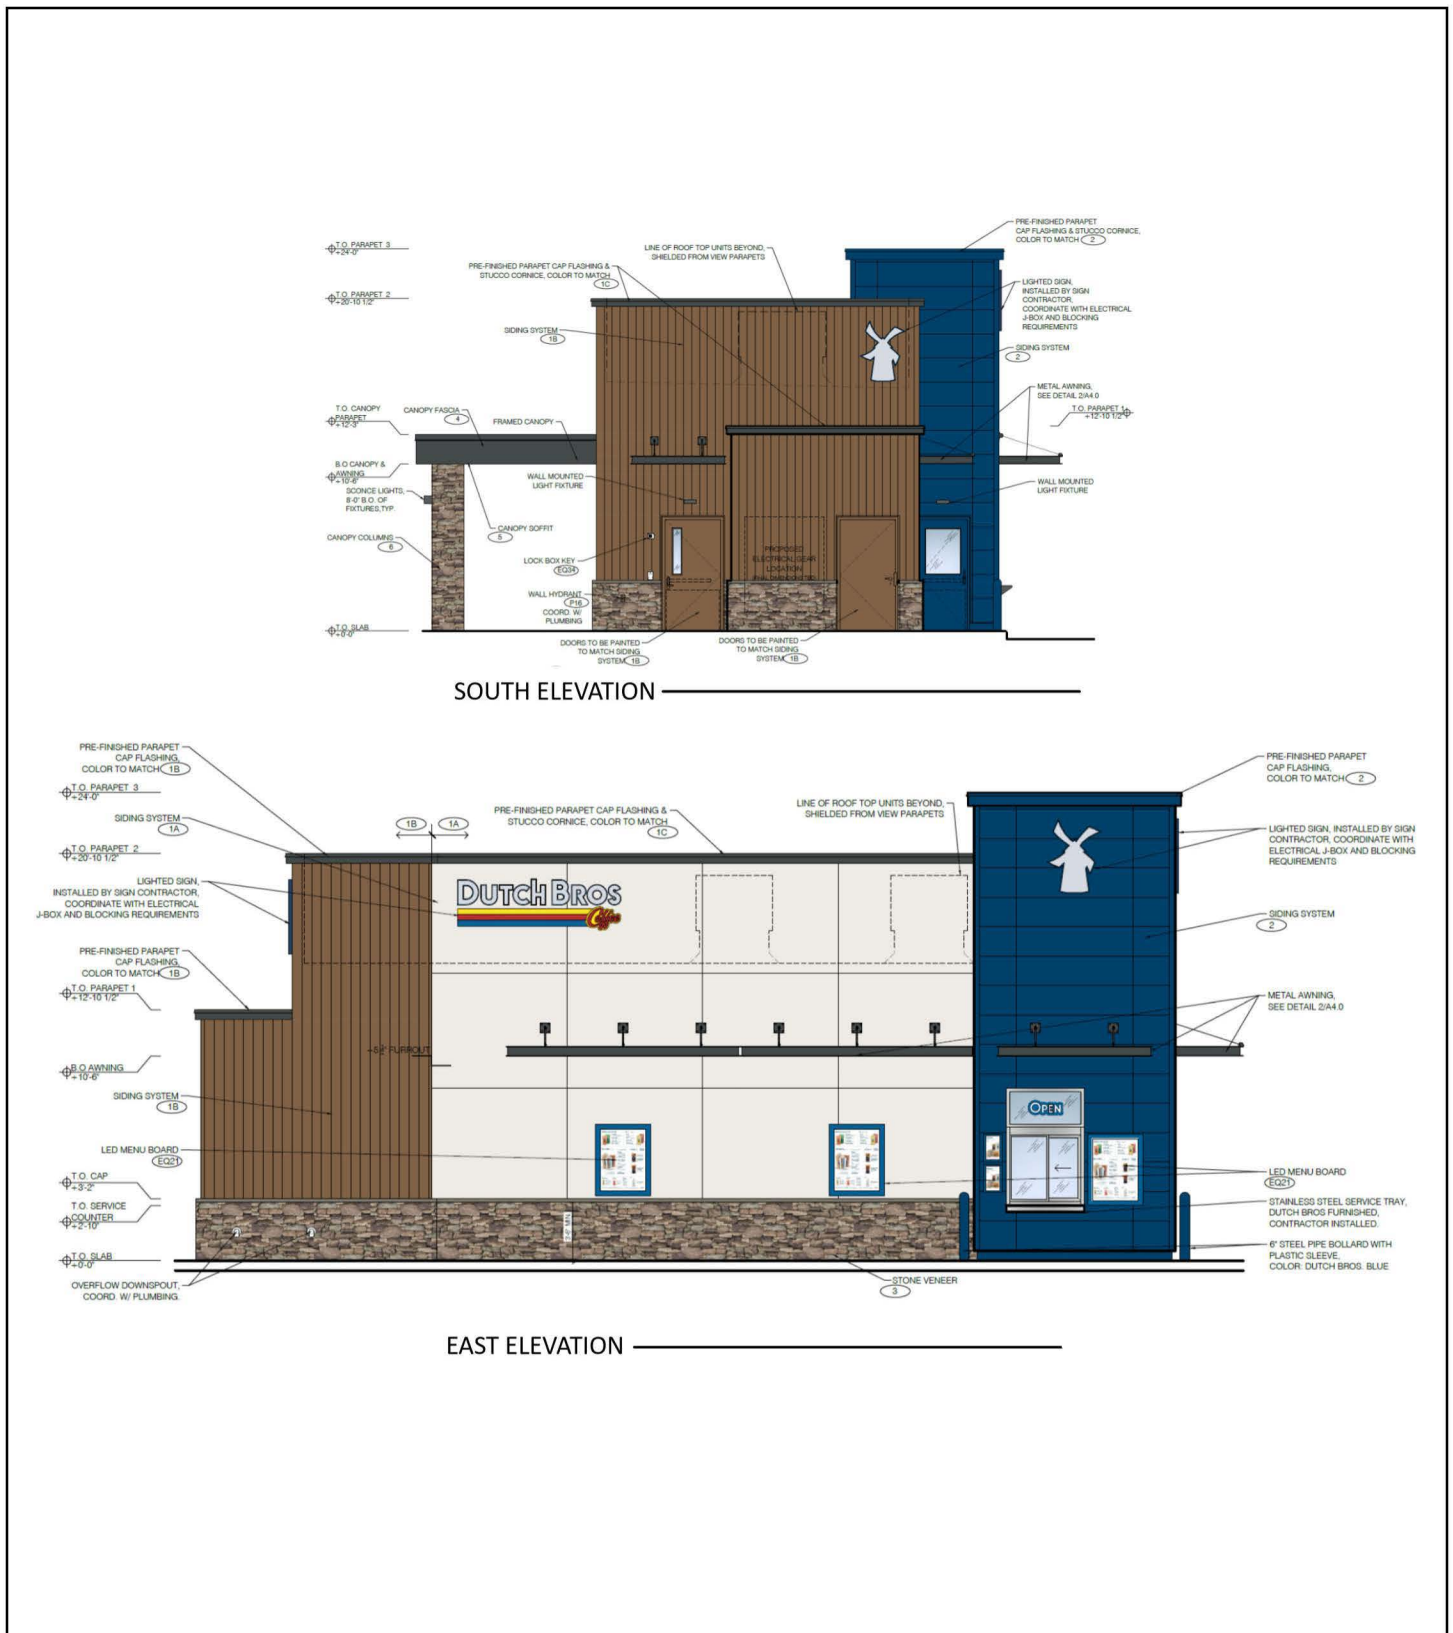 T.O. PARAPET 3
+24'-0"
T.O. PARAPET 2
+20'-10 1/2"
PRE-FINISHED PARAPET CAP FLASHING &
STUCCO CORNICE, COLOR TO MATCH
1C
LINE OF ROOF TOP UNITS BEYOND,
SHIELDED FROM VIEW PARAPETS
PRE-FINISHED PARAPET
CAP FLASHING & STUCCO CORNICE,
COLOR TO MATCH 2
SIDING SYSTEM
1B
LIGHTED SIGN,
INSTALLED BY SIGN
CONTRACTOR,
COORDINATE WITH ELECTRICAL
J-BOX AND BLOCKING
REQUIREMENTS
SIDING SYSTEM
2
METAL AWNING,
SEE DETAIL 2/A4.0
T.O. PARAPET 1
+12'-10 1/2"
T.O. CANOPY
PARAPET
+12'-3"
CANOPY FASCIA
4
FRAMED CANOPY
B.O CANOPY &
AWNING
+10'-6"
SCONCE LIGHTS,
8'-0" B.O. OF
FIXTURES,TYP
WALL MOUNTED
LIGHT FIXTURE
WALL MOUNTED
LIGHT FIXTURE
CANOPY SOFFIT
5
CANOPY COLUMNS
6
LOCK BOX KEY
EQ34
PROPOSED
ELECTRICAL GEAR
LOCATION
WALL HYDRANT
P16
COORD. W/
PLUMBING
T.O. SLAB
+0'-0"
DOORS TO BE PAINTED
TO MATCH SIDING
SYSTEM 1B
DOORS TO BE PAINTED
TO MATCH SIDING
SYSTEM 1B
SOUTH ELEVATION
PRE-FINISHED PARAPET
CAP FLASHING,
COLOR TO MATCH 1B
T.O. PARAPET 3
+24'-0"
SIDING SYSTEM
1A
T.O. PARAPET 2
+20'-10 1/2"
1B 1A
PRE-FINISHED PARAPET CAP FLASHING &
STUCCO CORNICE, COLOR TO MATCH
1C
LINE OF ROOF TOP UNITS BEYOND,
SHIELDED FROM VIEW PARAPETS
PRE-FINISHED PARAPET
CAP FLASHING,
COLOR TO MATCH 2
LIGHTED SIGN,
INSTALLED BY SIGN CONTRACTOR,
COORDINATE WITH ELECTRICAL
J-BOX AND BLOCKING REQUIREMENTS
DUTCH BROS
Coffee
LIGHTED SIGN, INSTALLED BY SIGN
CONTRACTOR, COORDINATE WITH
ELECTRICAL J-BOX AND BLOCKING
REQUIREMENTS
SIDING SYSTEM
2
PRE-FINISHED PARAPET
CAP FLASHING,
COLOR TO MATCH 1B
T.O. PARAPET 1
+12'-10 1/2"
METAL AWNING,
SEE DETAIL 2/A4.0
FURROUT
B.O AWNING
+10'-6"
SIDING SYSTEM
1B
OPEN
LED MENU BOARD
EQ21
T.O. CAP
+3'-2"
T.O. SERVICE
COUNTER
+2'-10"
LED MENU BOARD
EQ21
STAINLESS STEEL SERVICE TRAY,
DUTCH BROS FURNISHED,
CONTRACTOR INSTALLED.
6" STEEL PIPE BOLLARD WITH
PLASTIC SLEEVE,
COLOR: DUTCH BROS. BLUE
T.O. SLAB
+0'-0"
OVERFLOW DOWNSPOUT,
COORD. W/ PLUMBING.
STONE VENEER
3
EAST ELEVATION